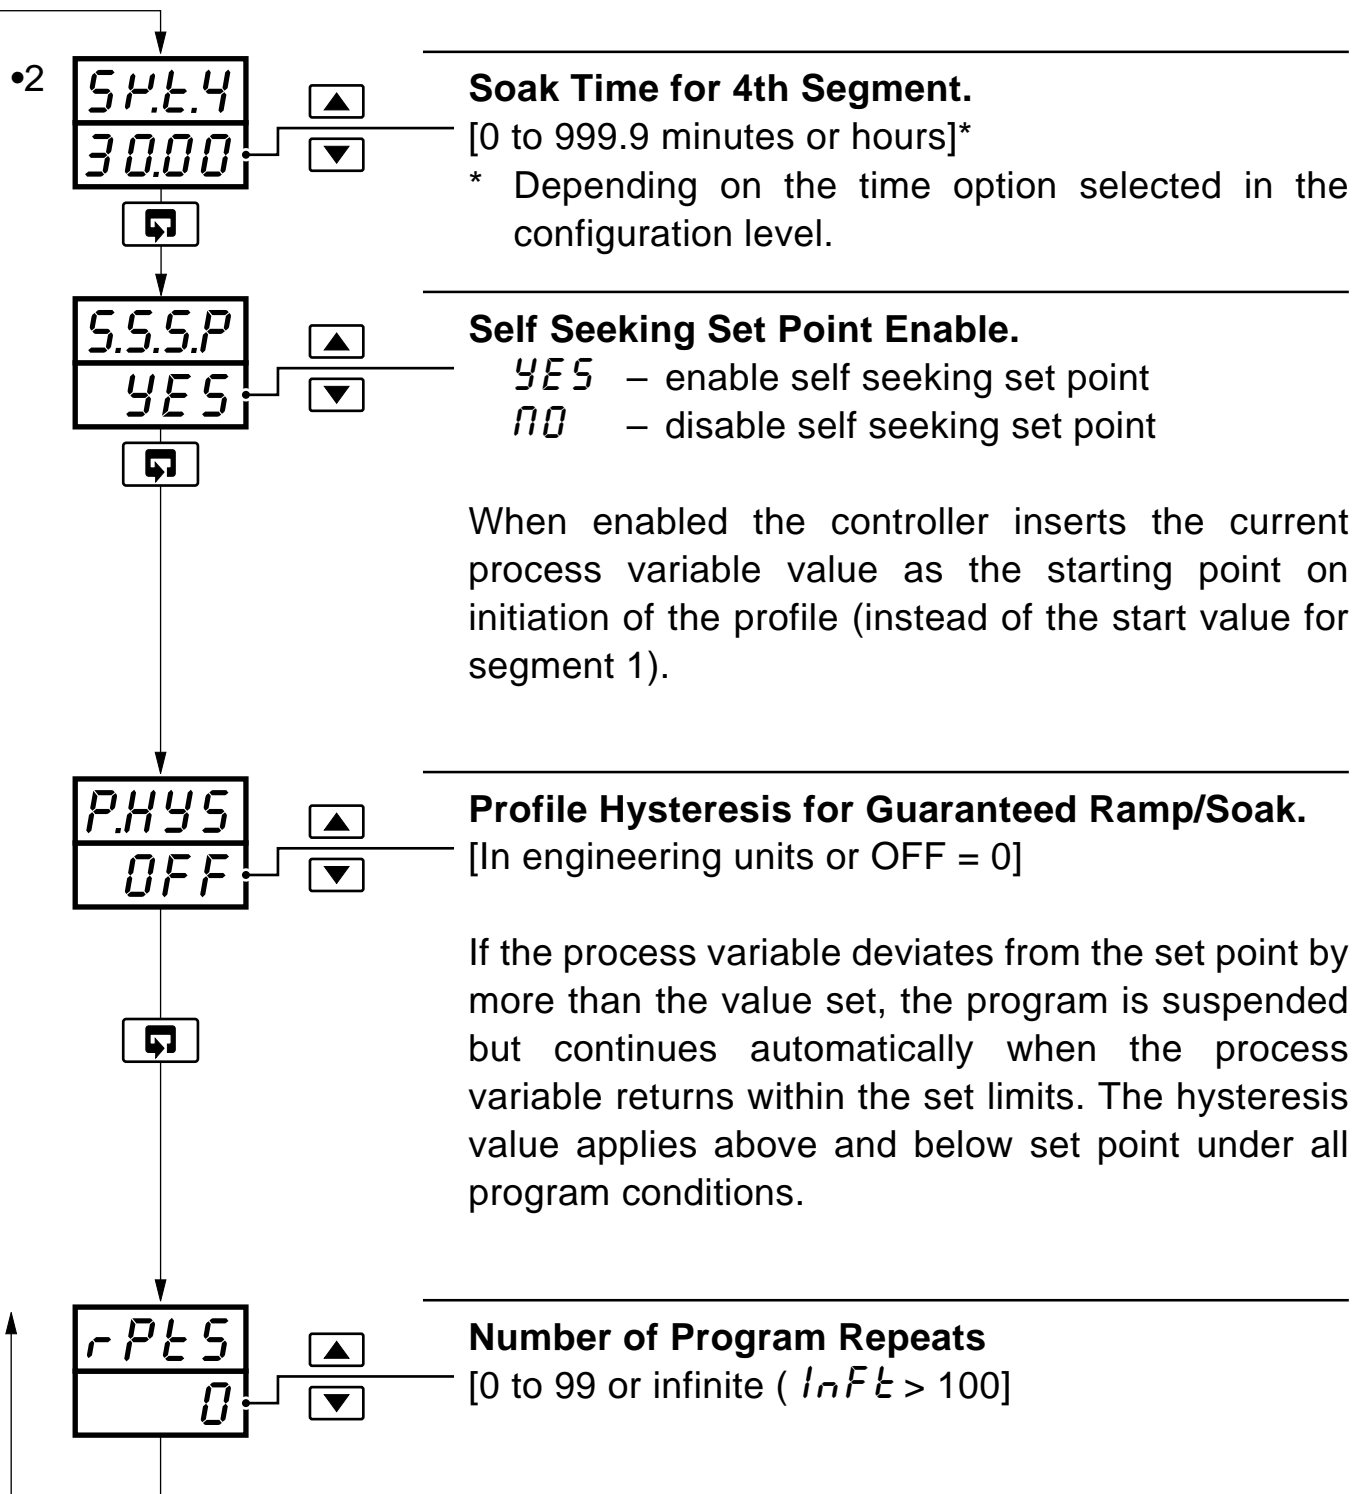 •2
SK.t.4
30.00
Soak Time for 4th Segment.
[0 to 999.9 minutes or hours]*
* Depending on the time option selected in the
configuration level.
S.S.S.P
YES
Self Seeking Set Point Enable.
YES – enable self seeking set point
NO – disable self seeking set point
When enabled the controller inserts the current
process variable value as the starting point on
initiation of the profile (instead of the start value for
segment 1).
P.HYS
OFF
Profile Hysteresis for Guaranteed Ramp/Soak.
[In engineering units or OFF = 0]
If the process variable deviates from the set point by
more than the value set, the program is suspended
but continues automatically when the process
variable returns within the set limits. The hysteresis
value applies above and below set point under all
program conditions.
rPtS
0
Number of Program Repeats
[0 to 99 or infinite ( InFt > 100]